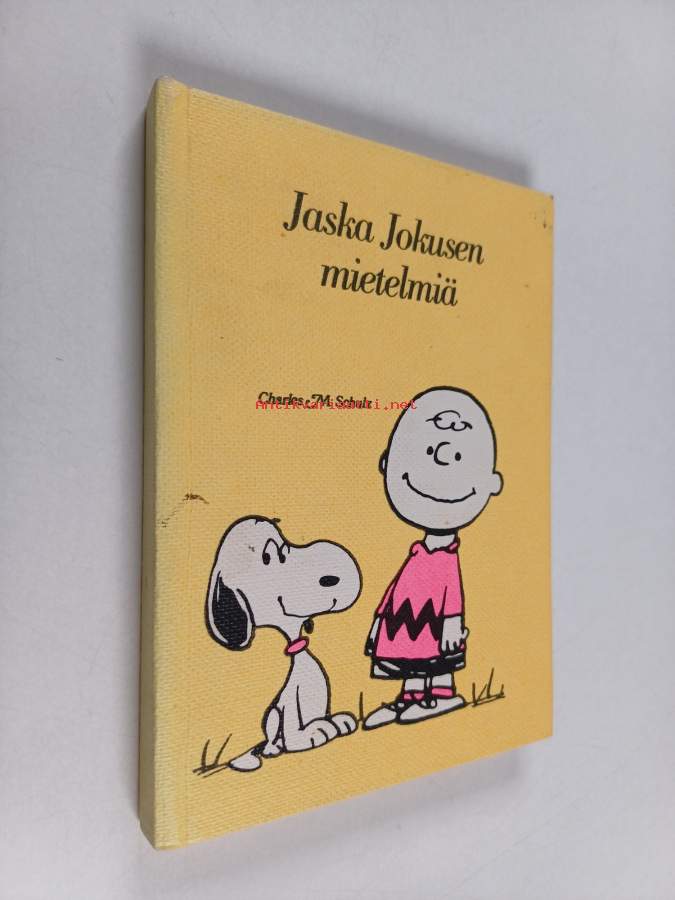 Jaska Jokusen
mietelmiä
Charles M. Schulz
Antikvariaatti.net